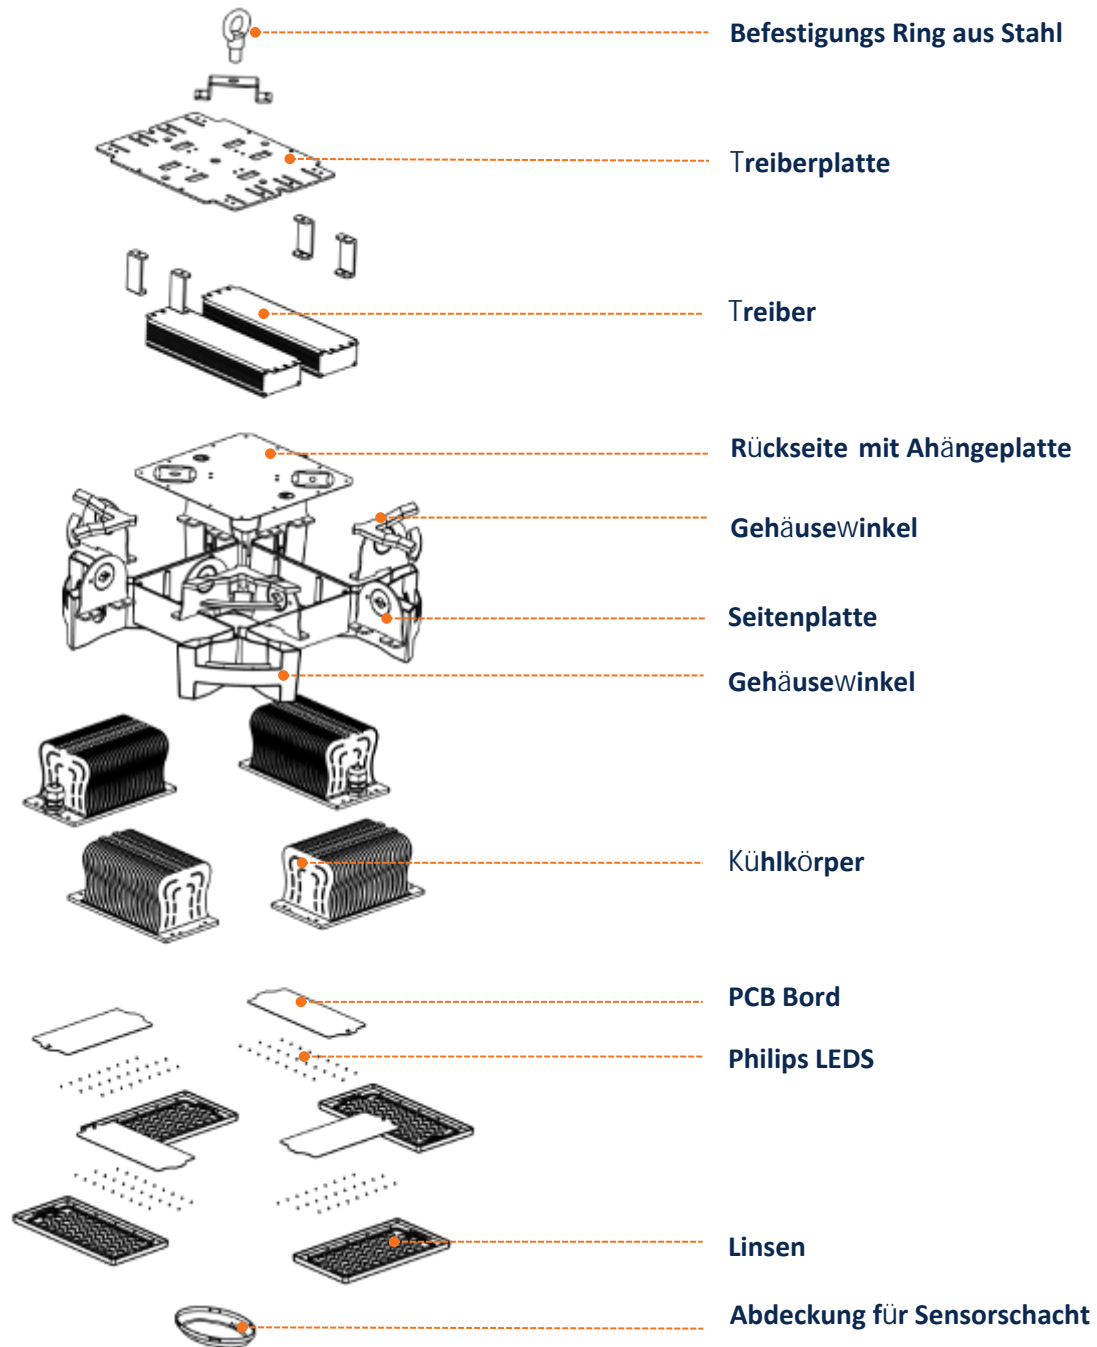 Befestigungs Ring aus Stahl
Treiberplatte
Treiber
Rückseite mit Ahängeplatte
Gehäusewinkel
Seitenplatte
Gehäusewinkel
Kühlkörper
PCB Bord
Philips LEDS
Linsen
Abdeckung für Sensorschacht